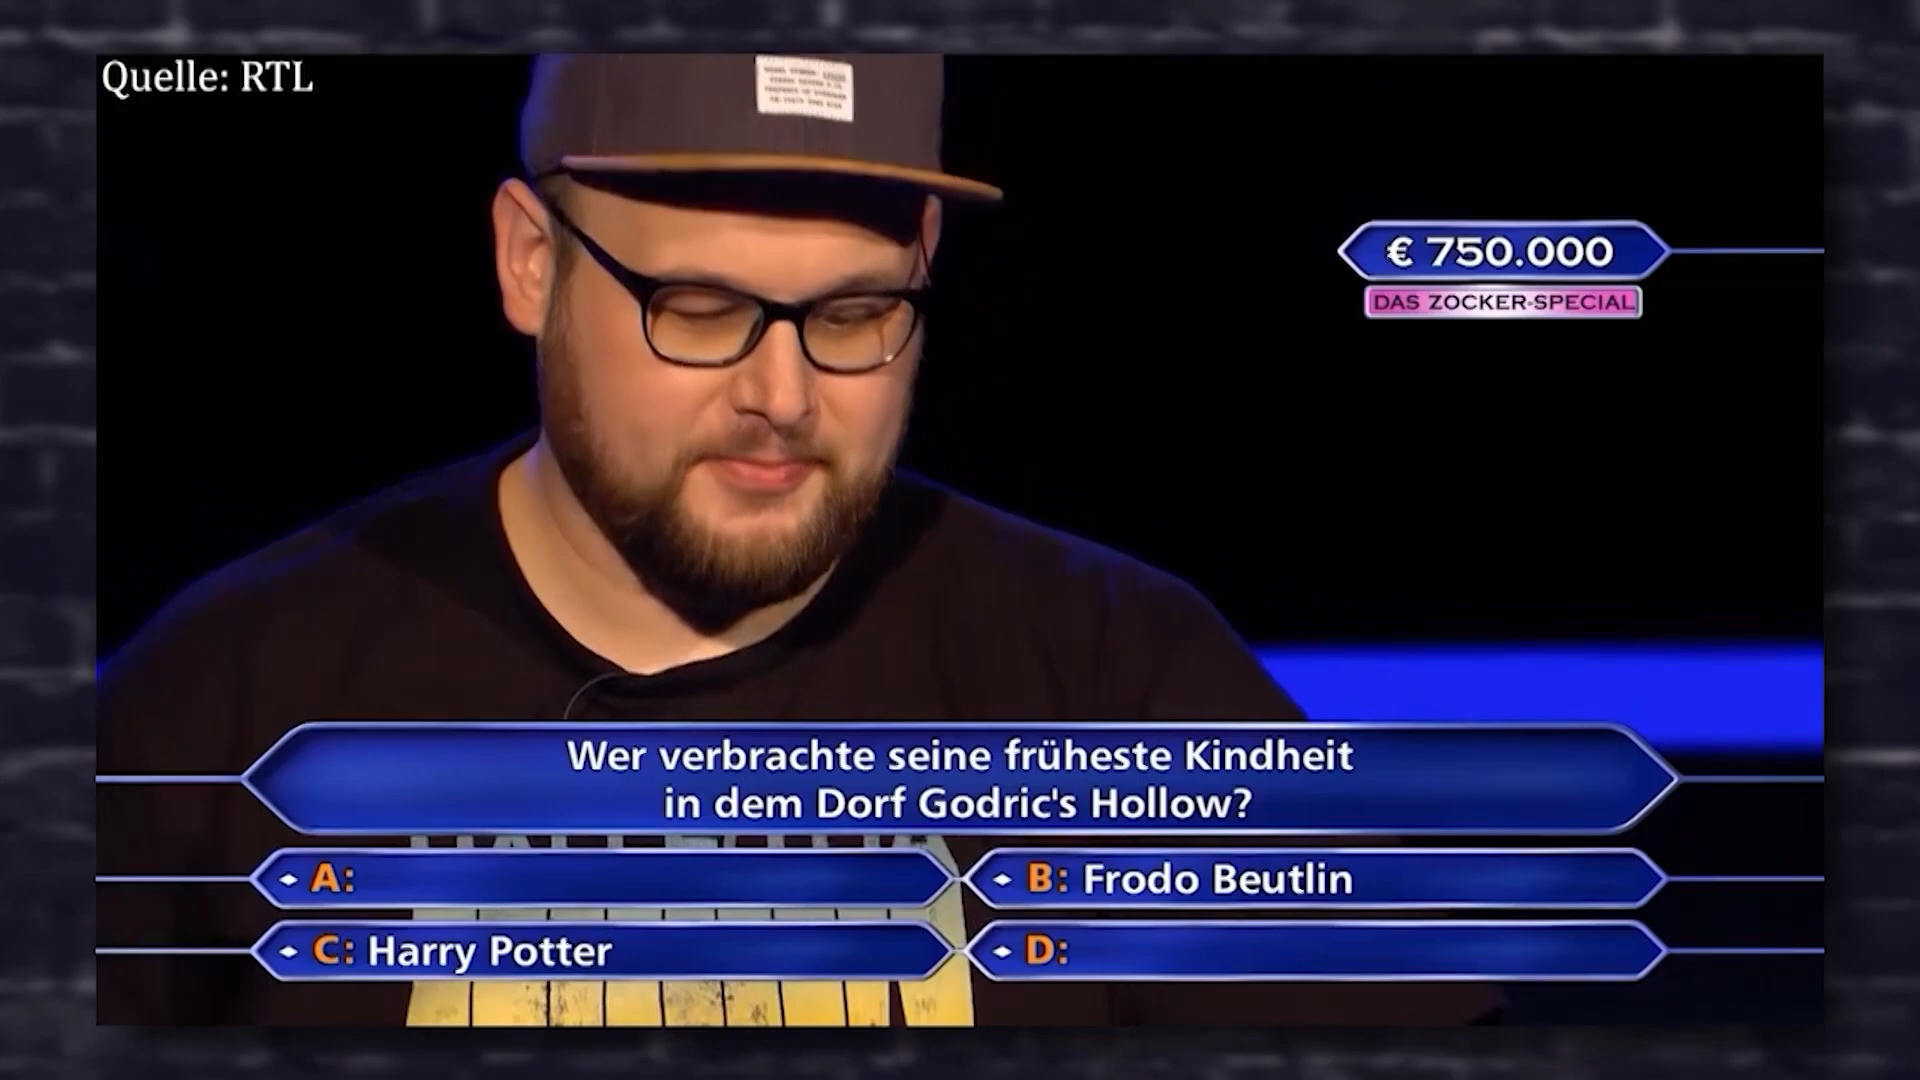 Quelle: RTL
€ 750.000
DAS ZOCKER-SPECIAL
Wer verbrachte seine früheste Kindheit
in dem Dorf Godric's Hollow?
A:
B: Frodo Beutlin
C: Harry Potter
D: